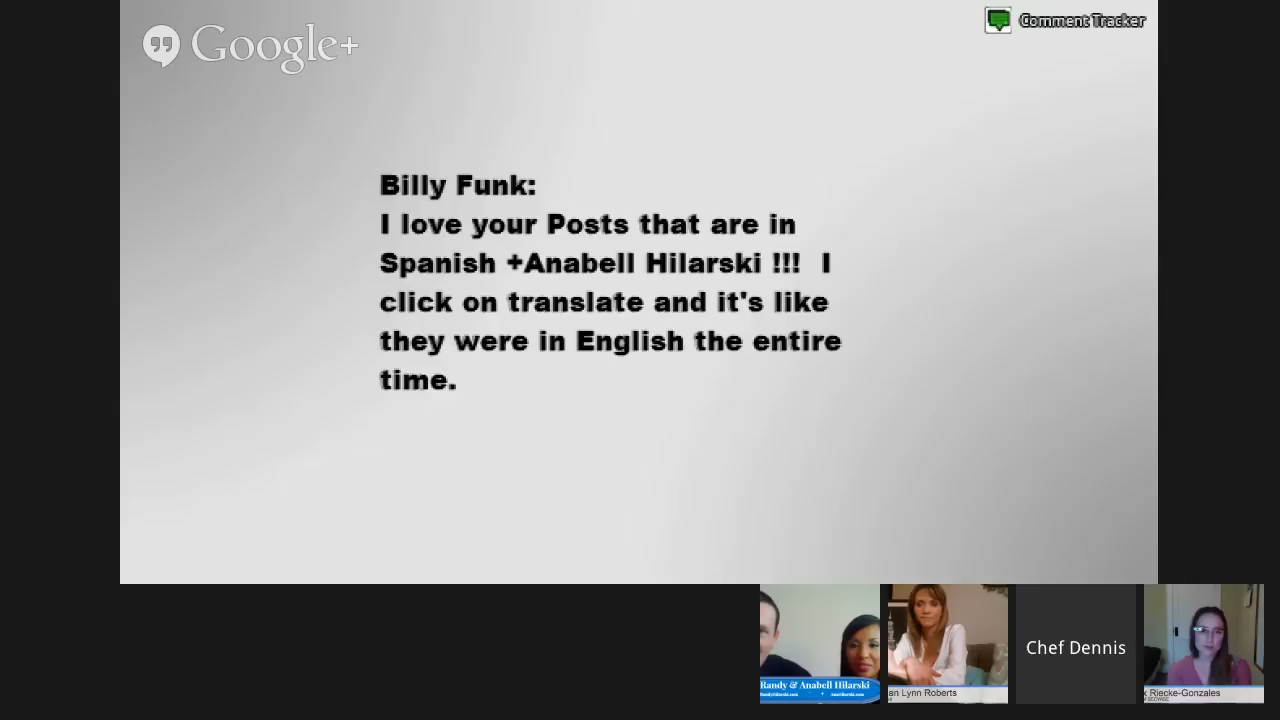 Google+
Comment Tracker
Billy Funk:
I love your Posts that are in
Spanish +Anabell Hilarski !!! I
click on translate and it's like
they were in English the entire
time.
Randy & Anabell Hilarski
an Lynn Roberts
Chef Dennis
x Riecke-Gonzales